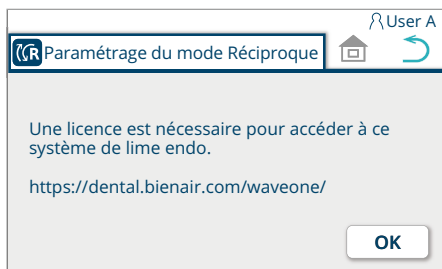 User A
R Paramétrage du mode Réciproque
Une licence est nécessaire pour accéder à ce
système de lime endo.
https://dental.bienair.com/waveone/
OK